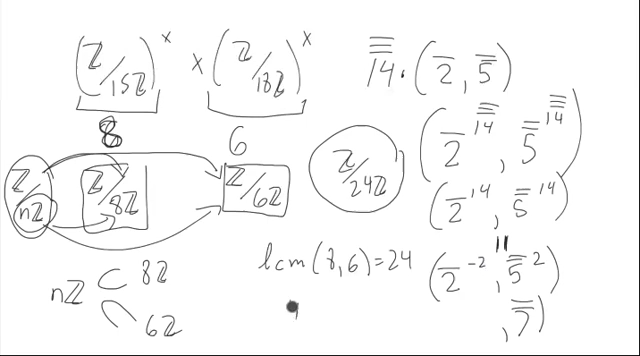 (Z/15Z)^x x (Z/18Z)^x
8 6
Z/nZ Z/8Z Z/6Z Z/24Z
nZ ⊂ 8Z
⊂ 6Z
lcm(8,6)=24
14 · (2̅, 5̿)
(2̅^14, 5̿^14)
(2̅^14, 5̿^14)
(2̅^-2, 5̿^2)
, 7̿)